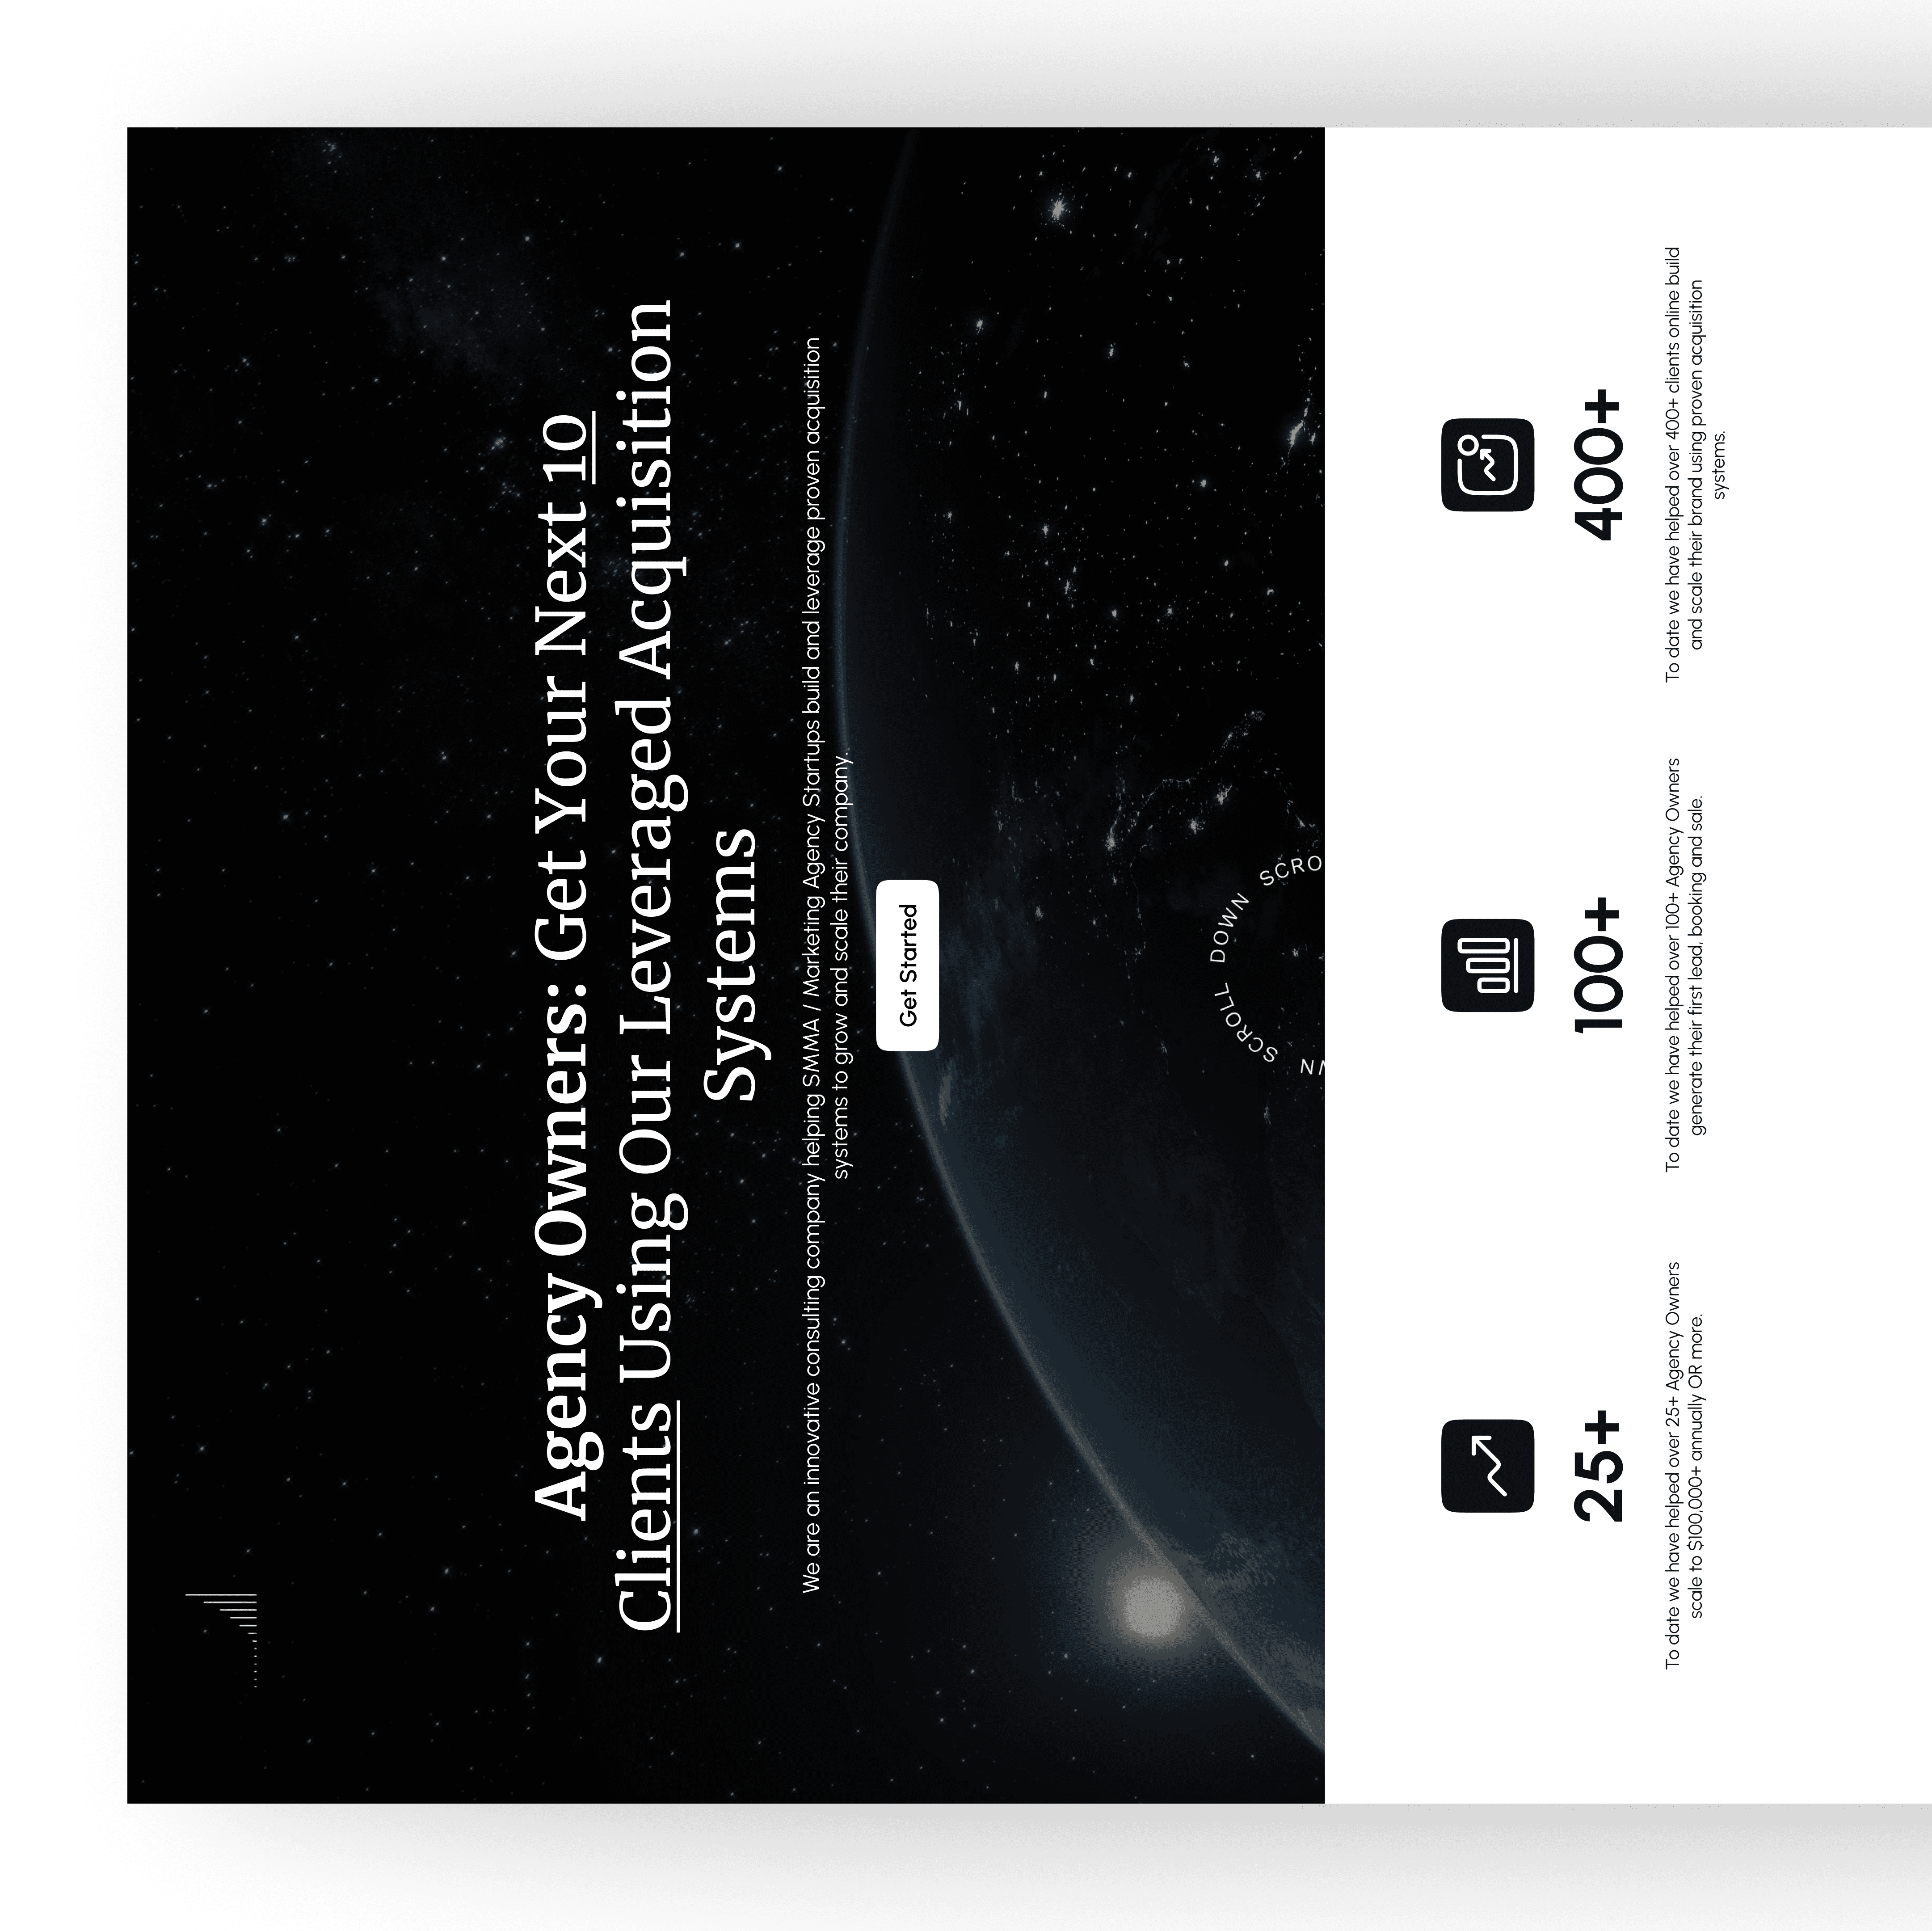 Agency Owners: Get Your Next 10
Clients Using Our Leveraged Acquisition
Systems
We are an innovative consulting company helping SMMA / Marketing Agency Startups build and leverage proven acquisition
systems to grow and scale their company.
Get Started
SCROLL DOWN
25+
To date we have helped over 25+ Agency Owners
scale to $100,000+ annually OR more.
100+
To date we have helped over 100+ Agency Owners
generate their first lead, booking and sale.
400+
To date we have helped over 400+ clients online build
and scale their brand using proven acquisition
systems.